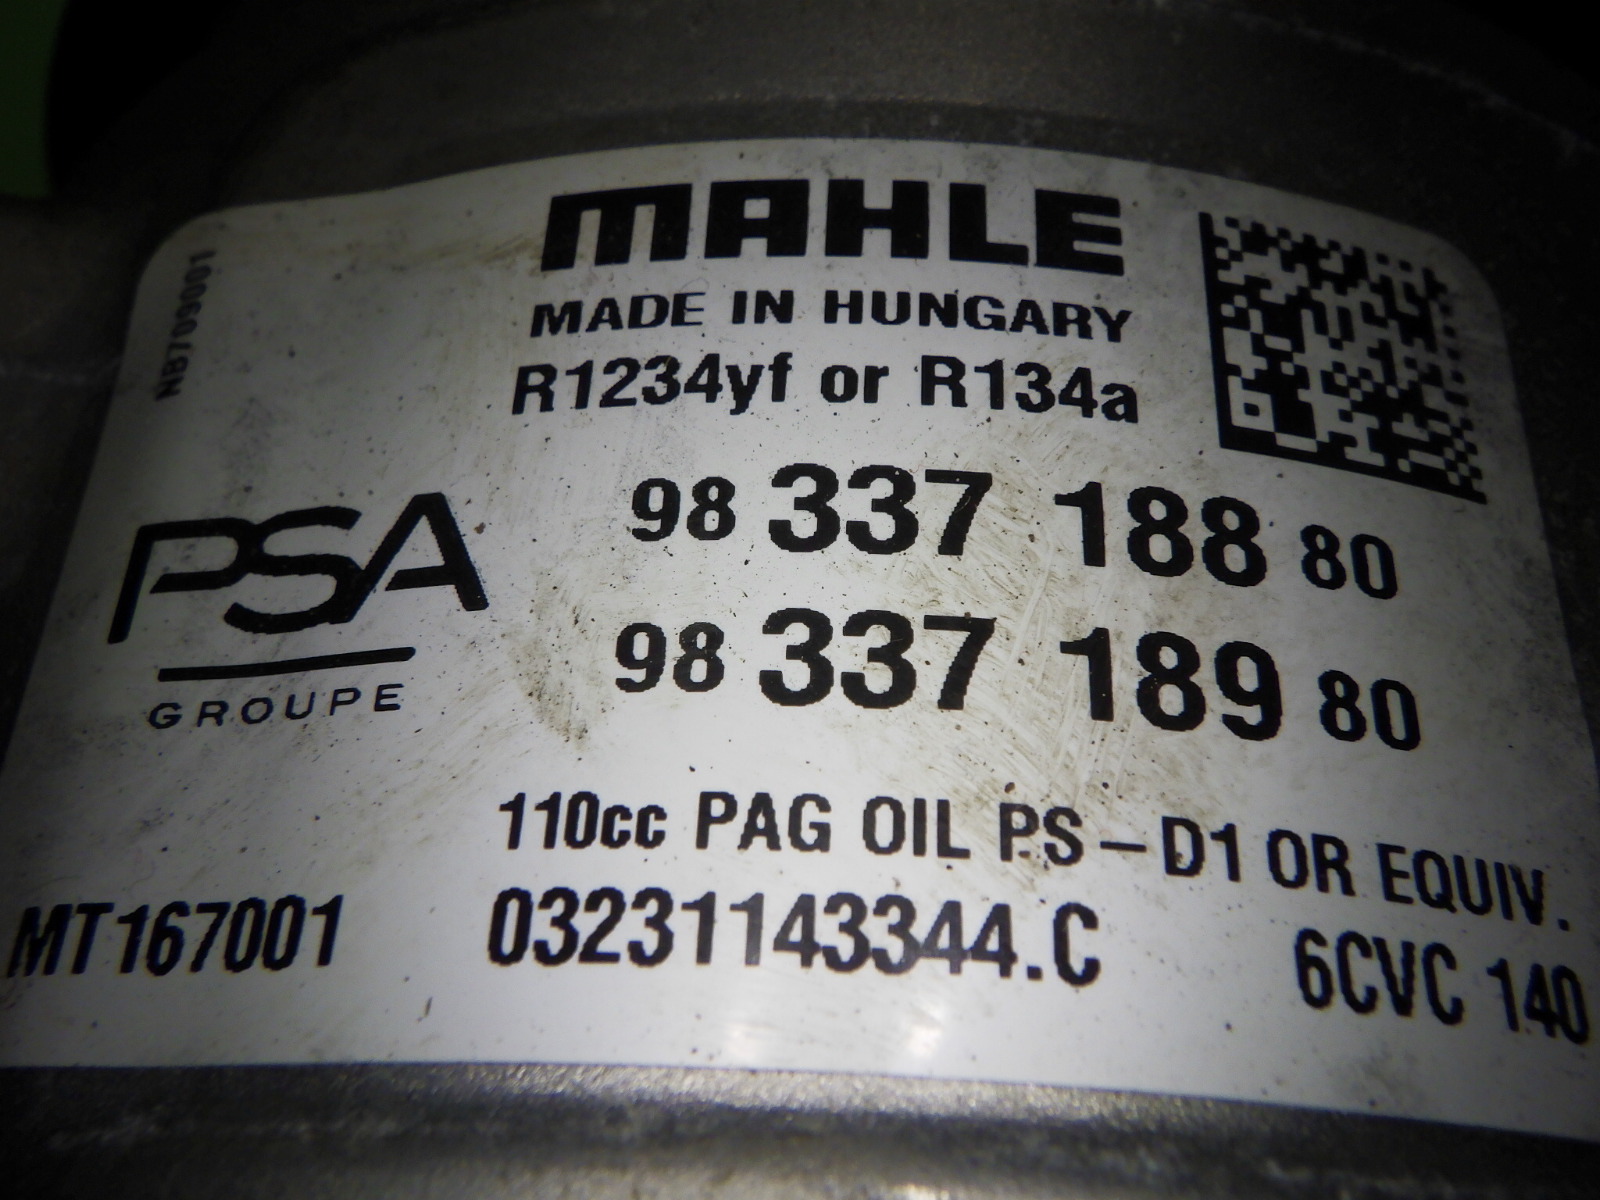 MAHLE
MADE IN HUNGARY
R1234yf or R134a
NB709001
98 337 188 80
98 337 189 80
PSA
GROUPE
110cc PAG OIL PS-D1 OR EQUIV.
MT167001 03231143344.C 6CVC 140